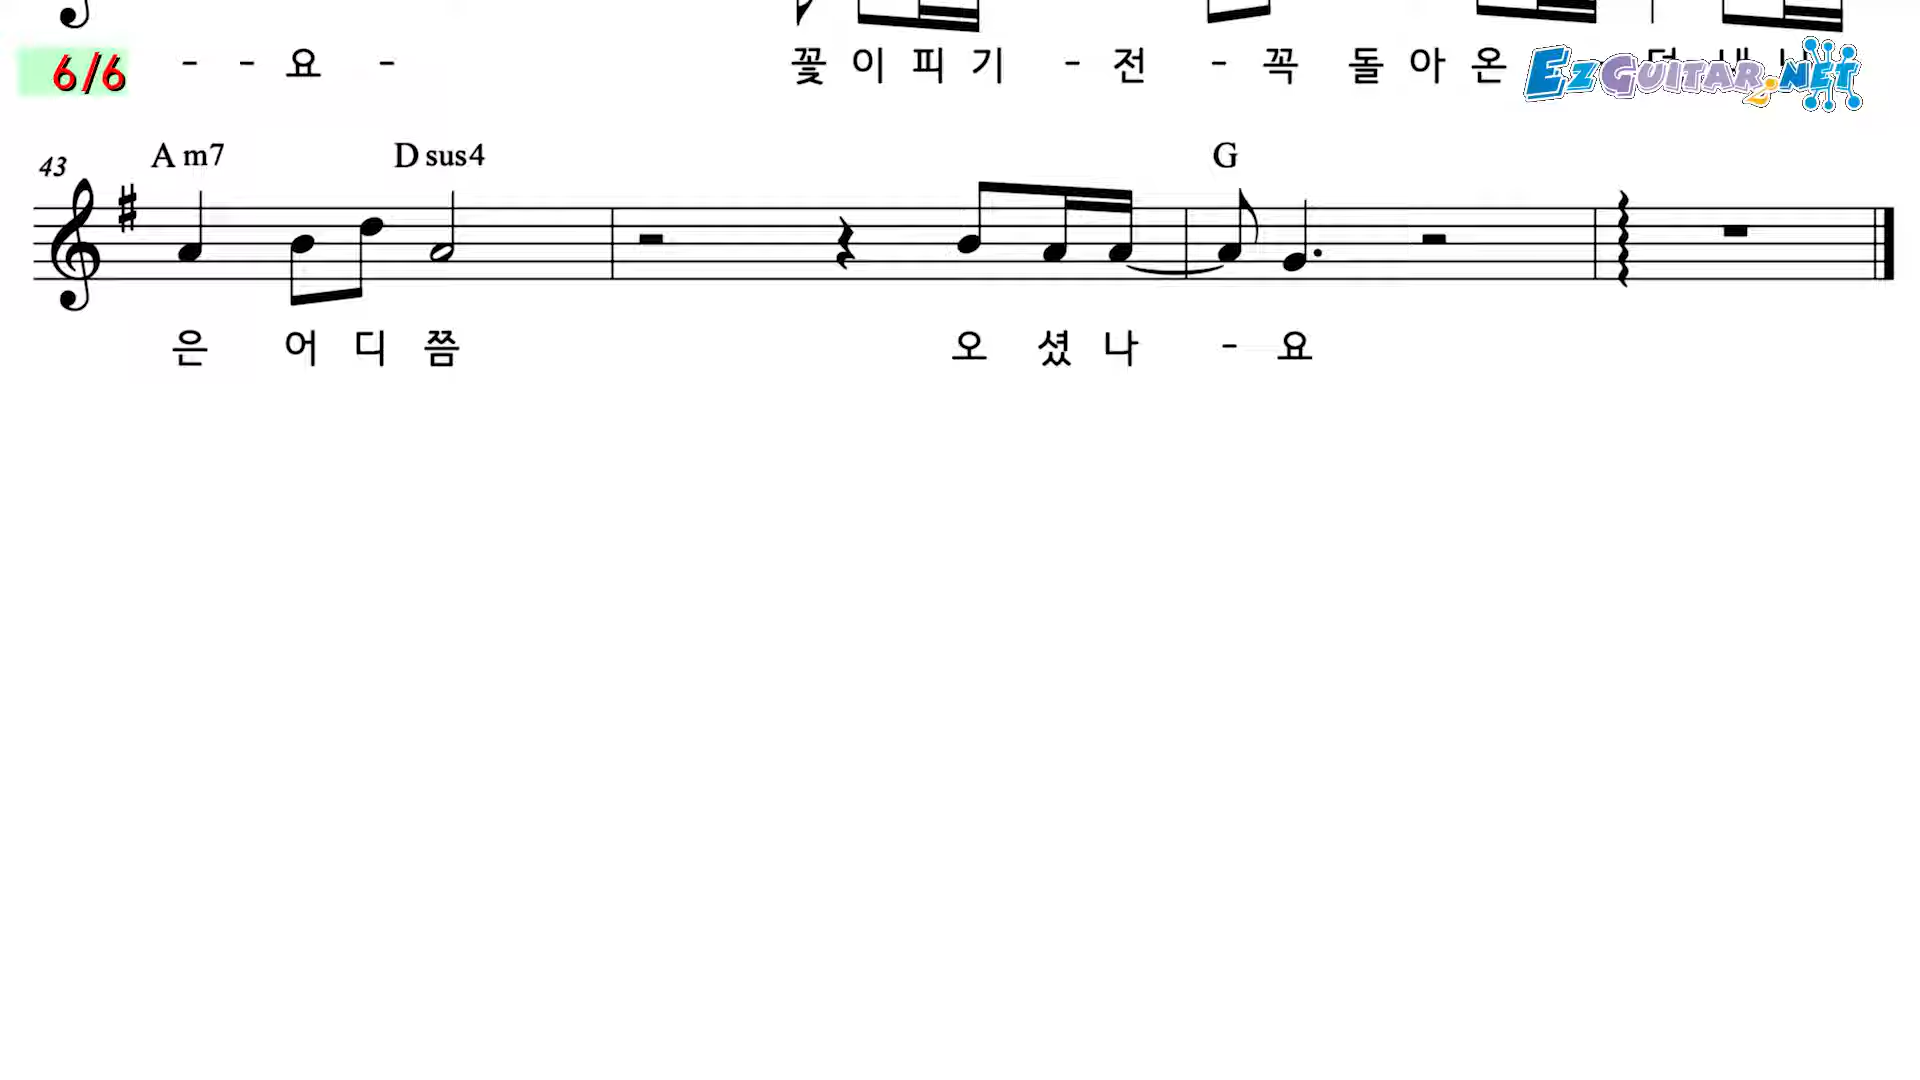 6/6 - - 요 - 꽃 이 피 기 - 전 - 꼭 돌 아 온 EzGuitar2.NET
43 A m7 D sus4 G
은 어 디 쯤 오 셨 나 - 요